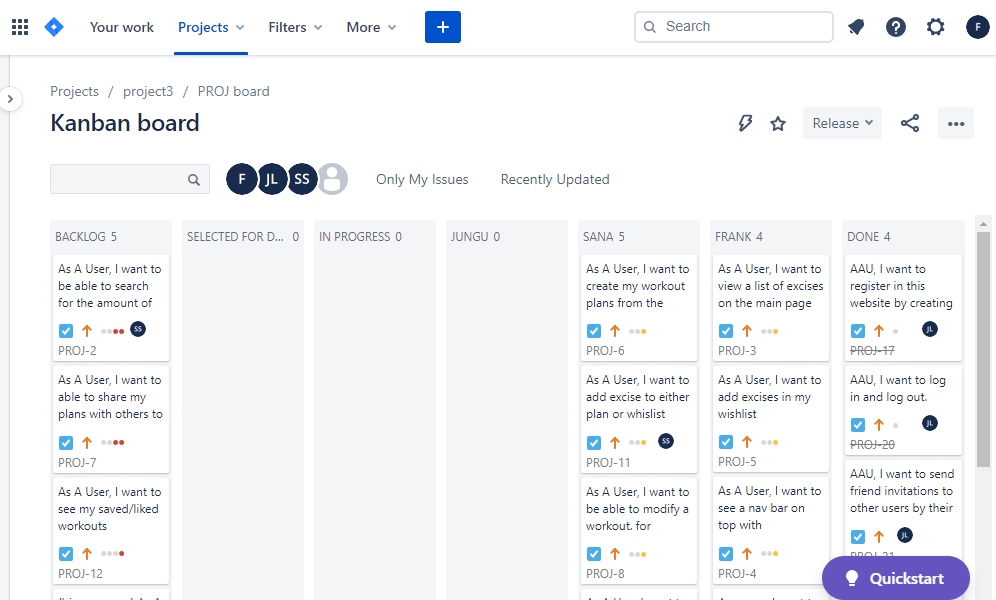 Your work Projects Filters More + Search ? F
Projects / project3 / PROJ board
Kanban board
Release
F JL SS Only My Issues Recently Updated
BACKLOG 5 SELECTED FOR D... 0 IN PROGRESS 0 JUNGU 0 SANA 5 FRANK 4 DONE 4
As A User, I want to
be able to search
for the amount of
SS
PROJ-2
As A User, I want to
able to share my
plans with others to
PROJ-7
As A User, I want to
see my saved/liked
workouts
PROJ-12
As A User, I want to
create my workout
plans from the
PROJ-6
As A User, I want to
add excise to either
plan or whislist
SS
PROJ-11
As A User, I want to
be able to modify a
workout. for
PROJ-8
As A User, I want to
view a list of excises
on the main page
PROJ-3
As A User, I want to
add excises in my
wishlist
PROJ-5
As A User, I want to
see a nav bar on
top with
PROJ-4
AAU, I want to
register in this
website by creating
JL
PROJ-17
AAU, I want to log
in and log out.
JL
PROJ-20
AAU, I want to send
friend invitations to
other users by their
JL
PROJ-21
Quickstart